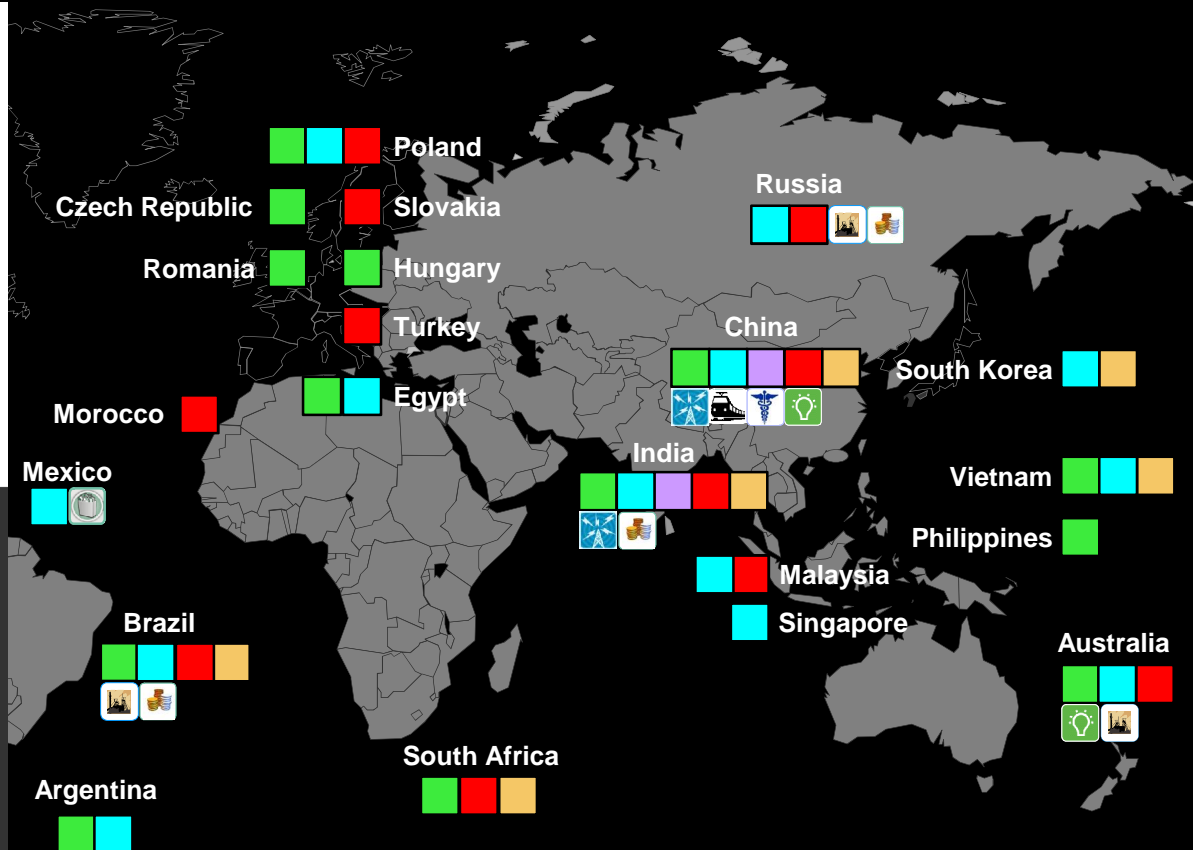 Poland
Russia
Czech Republic
Slovakia
Romania
Hungary
Turkey
China
South Korea
Egypt
Morocco
India
Mexico
Vietnam
Philippines
Malaysia
Brazil
Singapore
Australia
South Africa
Argentina